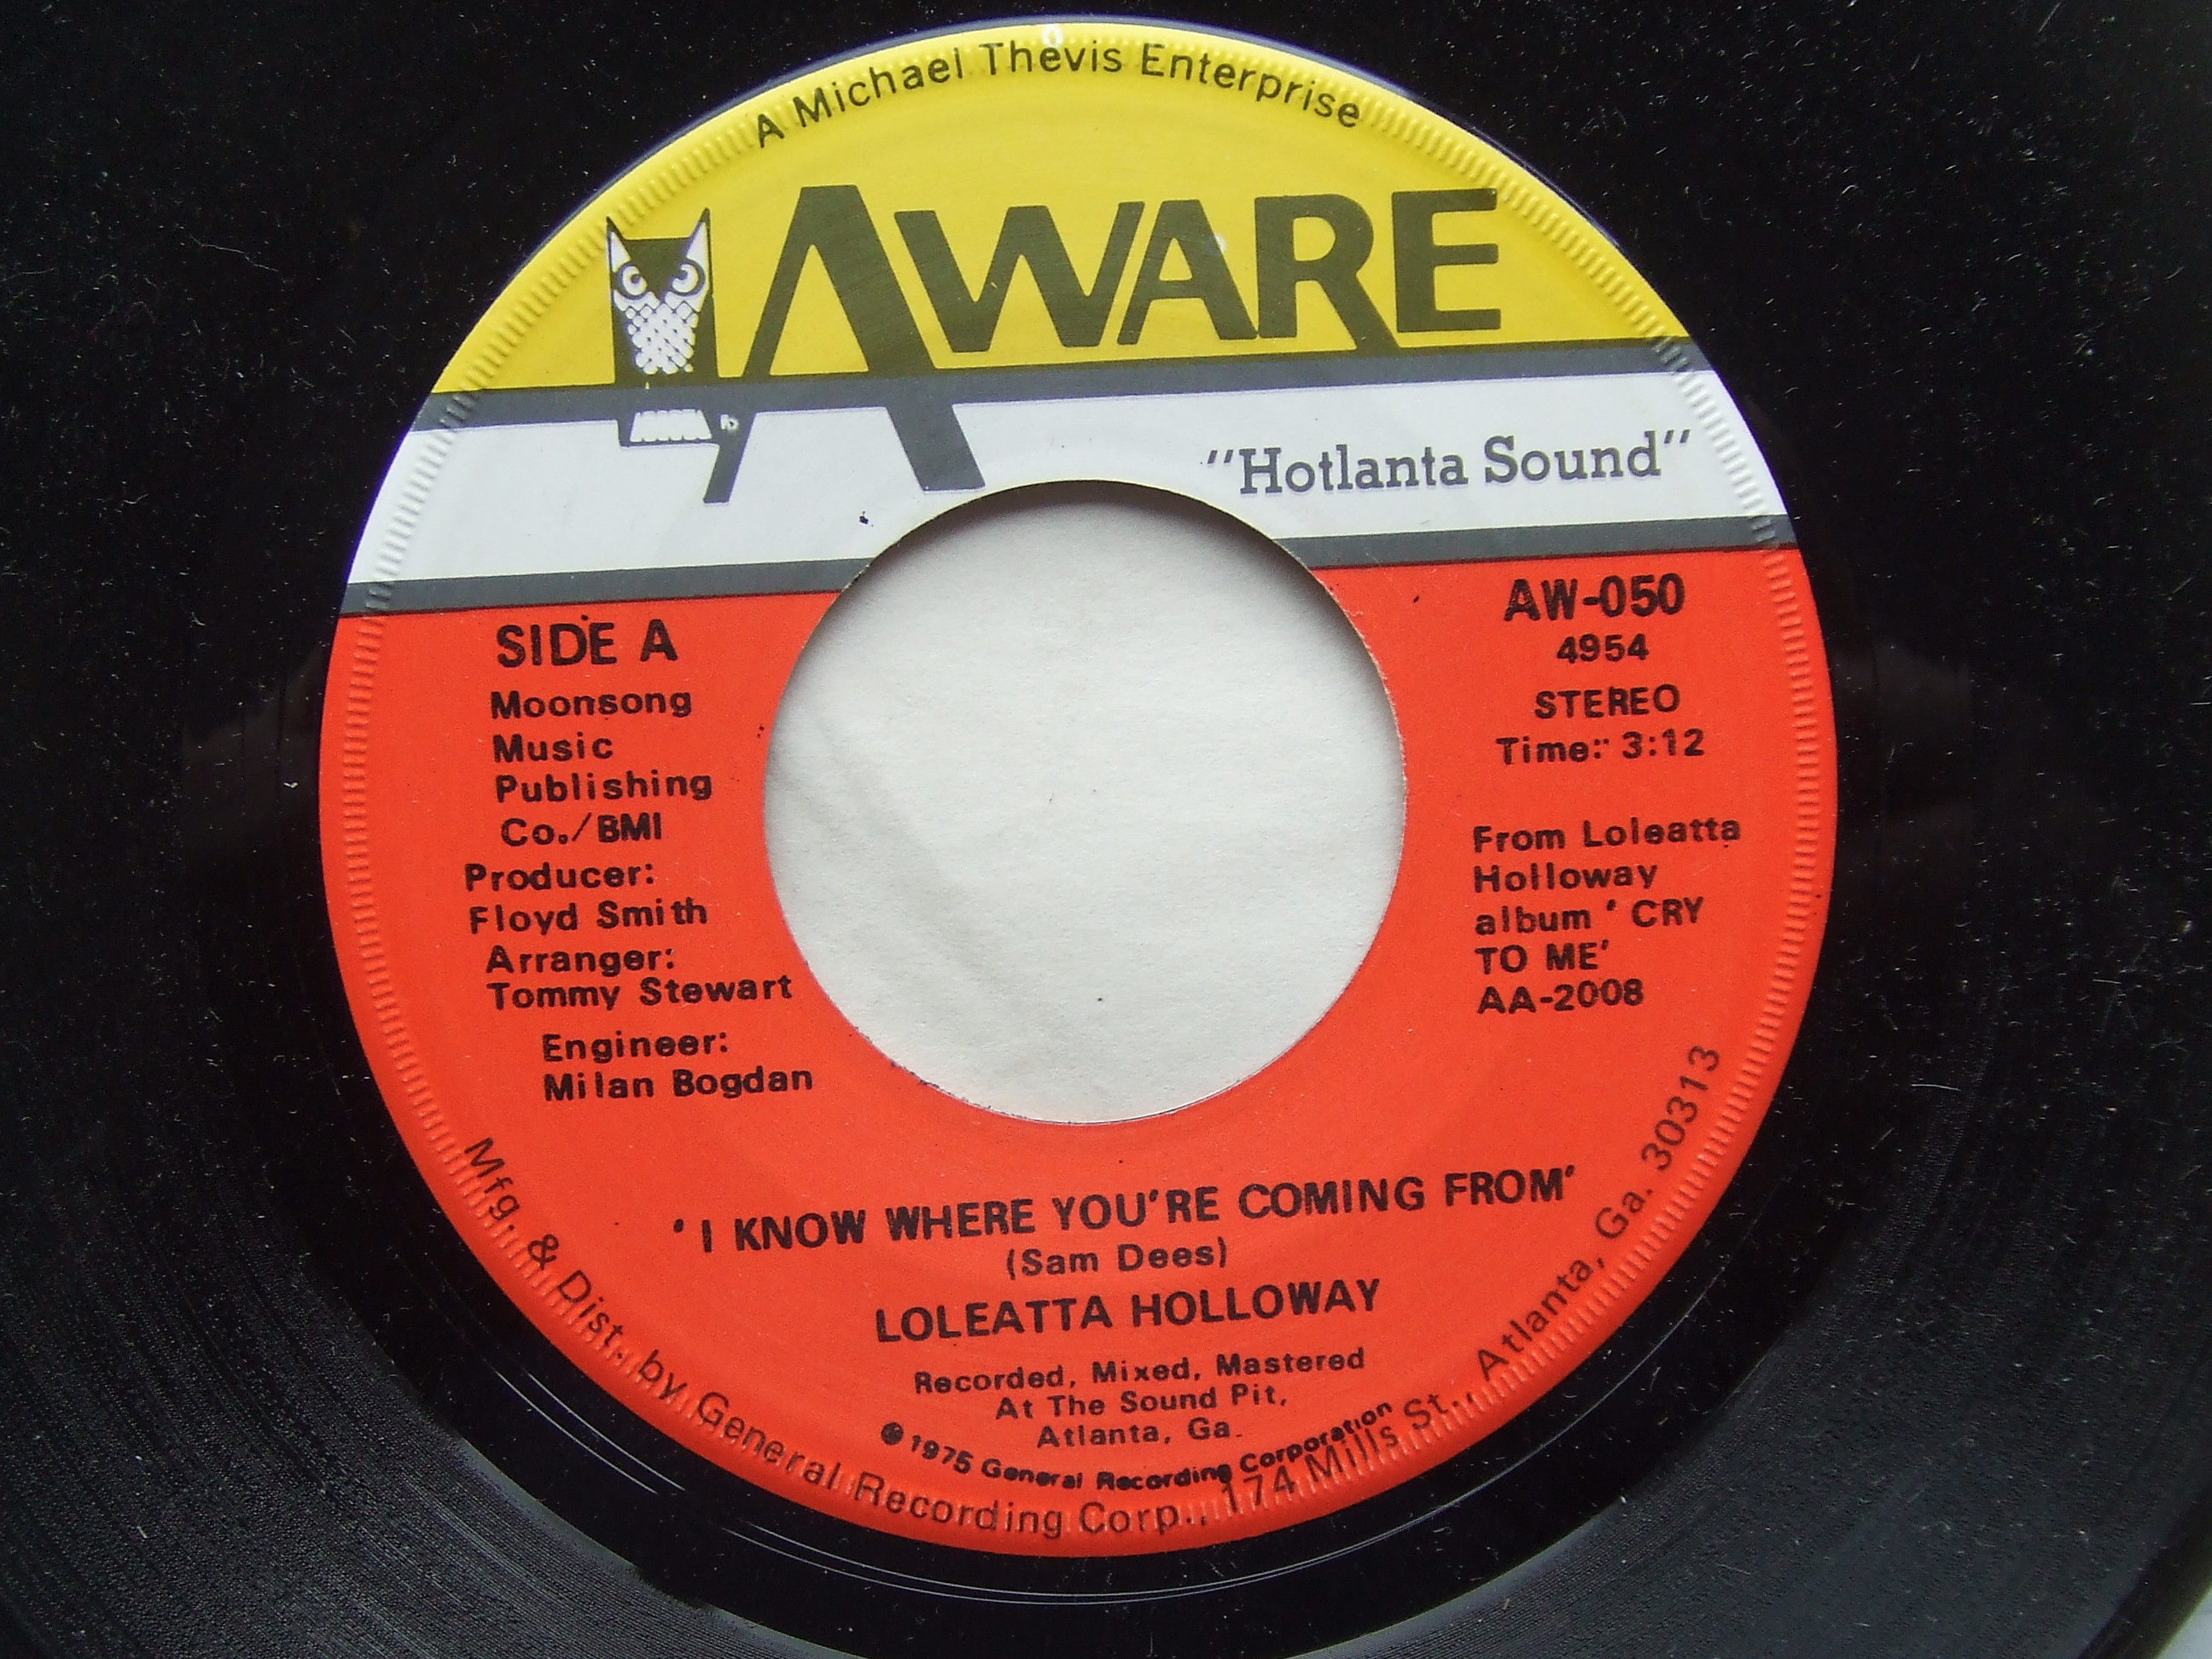 A Michael Thevis Enterprise
AWARE
"Hotlanta Sound"
SIDE A
Moonsong
Music
Publishing
Co./BMI
Producer:
Floyd Smith
Arranger:
Tommy Stewart
Engineer:
Milan Bogdan
AW-050
4954
STEREO
Time: 3:12
From Loleatta
Holloway
album ' CRY
TO ME'
AA-2008
' I KNOW WHERE YOU'RE COMING FROM'
(Sam Dees)
LOLEATTA HOLLOWAY
Recorded, Mixed, Mastered
At The Sound Pit,
Atlanta, Ga.
℗ 1975 General Recording Corporation
Mfg. & Dist. by General Recording Corp., 174 Mills St., Atlanta, Ga. 30313